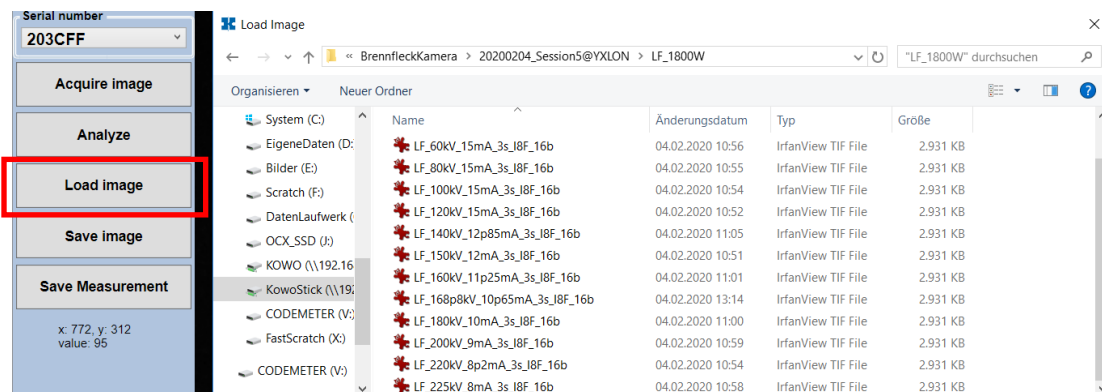 Serial number
203CFF
Acquire image
Analyze
Load image
Save image
Save Measurement
x: 772, y: 312
value: 95
Load Image
« BrennfleckKamera > 20200204_Session5@YXLON > LF_1800W
"LF_1800W" durchsuchen
Organisieren
Neuer Ordner
System (C:)
EigeneDaten (D:
Bilder (E:)
Scratch (F:)
DatenLaufwerk (
OCX_SSD (J:)
KOWO (\\192.16
KowoStick (\\192
CODEMETER (V:)
FastScratch (X:)
CODEMETER (V:)
Name Änderungsdatum Typ Größe
LF_60kV_15mA_3s_I8F_16b 04.02.2020 10:56 IrfanView TIF File 2.931 KB
LF_80kV_15mA_3s_I8F_16b 04.02.2020 10:55 IrfanView TIF File 2.931 KB
LF_100kV_15mA_3s_I8F_16b 04.02.2020 10:54 IrfanView TIF File 2.931 KB
LF_120kV_15mA_3s_I8F_16b 04.02.2020 10:52 IrfanView TIF File 2.931 KB
LF_140kV_12p85mA_3s_I8F_16b 04.02.2020 11:05 IrfanView TIF File 2.931 KB
LF_150kV_12mA_3s_I8F_16b 04.02.2020 10:51 IrfanView TIF File 2.931 KB
LF_160kV_11p25mA_3s_I8F_16b 04.02.2020 11:01 IrfanView TIF File 2.931 KB
LF_168p8kV_10p65mA_3s_I8F_16b 04.02.2020 13:14 IrfanView TIF File 2.931 KB
LF_180kV_10mA_3s_I8F_16b 04.02.2020 11:00 IrfanView TIF File 2.931 KB
LF_200kV_9mA_3s_I8F_16b 04.02.2020 10:59 IrfanView TIF File 2.931 KB
LF_220kV_8p2mA_3s_I8F_16b 04.02.2020 10:54 IrfanView TIF File 2.931 KB
LF_225kV_8mA_3s_I8F_16b 04.02.2020 10:58 IrfanView TIF File 2.931 KB